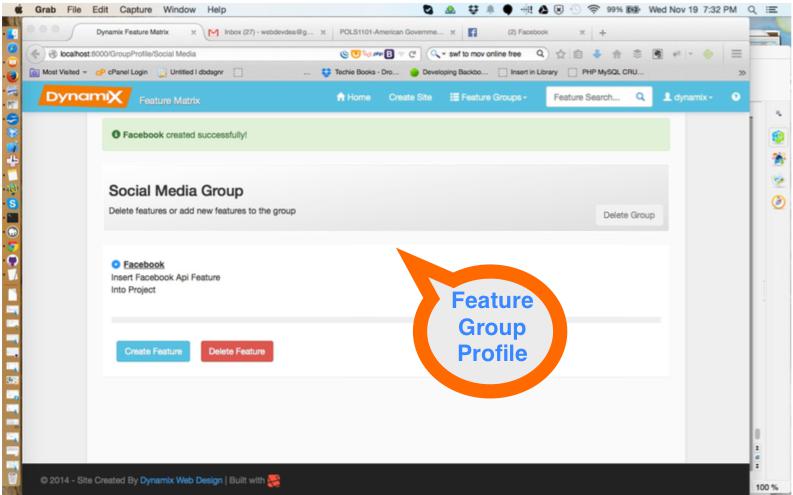 Grab File Edit Capture Window Help
99% Wed Nov 19 7:32 PM
Dynamix Feature Matrix
Inbox (27) - webdevdea@g...
POLS1101-American Governme...
(2) Facebook
localhost:8000/GroupProfile/Social Media
swf to mov online free
Most Visited
cPanel Login
Untitled I dbdsgnr
Techie Books - Dro...
Developing Backbo...
Insert in Library
PHP MySQL CRU...
DynamiX
Feature Matrix
Home
Create Site
Feature Groups
Feature Search...
dynamix
Facebook created successfully!
Social Media Group
Delete features or add new features to the group
Delete Group
Facebook
Insert Facebook Api Feature
Into Project
Create Feature
Delete Feature
Feature
Group
Profile
© 2014 - Site Created By Dynamix Web Design | Built with
100 %